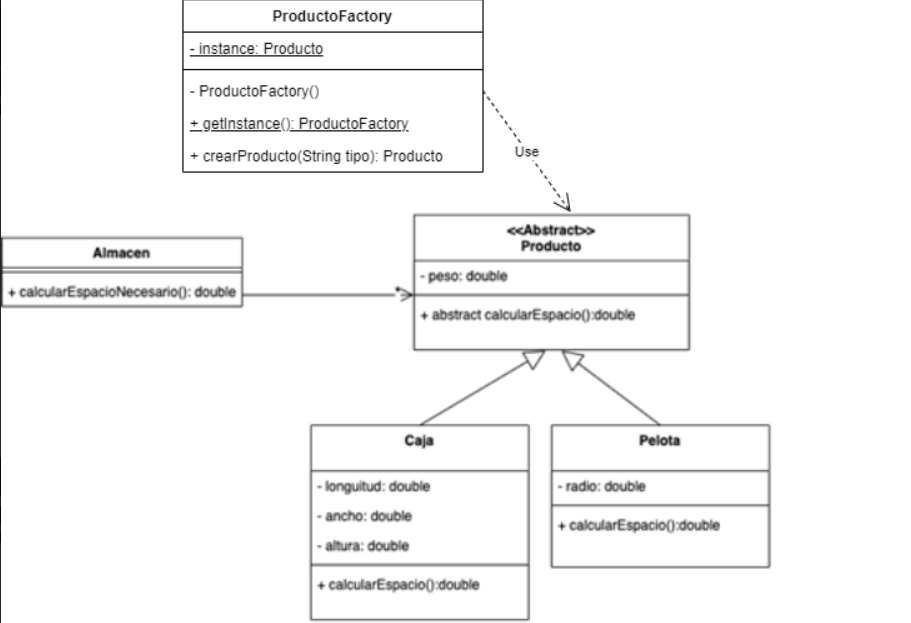 ProductoFactory
- instance: Producto
- ProductoFactory()
+ getInstance(): ProductoFactory
+ crearProducto(String tipo): Producto
Use
<<Abstract>>
Producto
- peso: double
+ abstract calcularEspacio():double
Almacen
+ calcularEspacioNecesario(): double
*
Caja
- longuitud: double
- ancho: double
- altura: double
+ calcularEspacio():double
Pelota
- radio: double
+ calcularEspacio():double